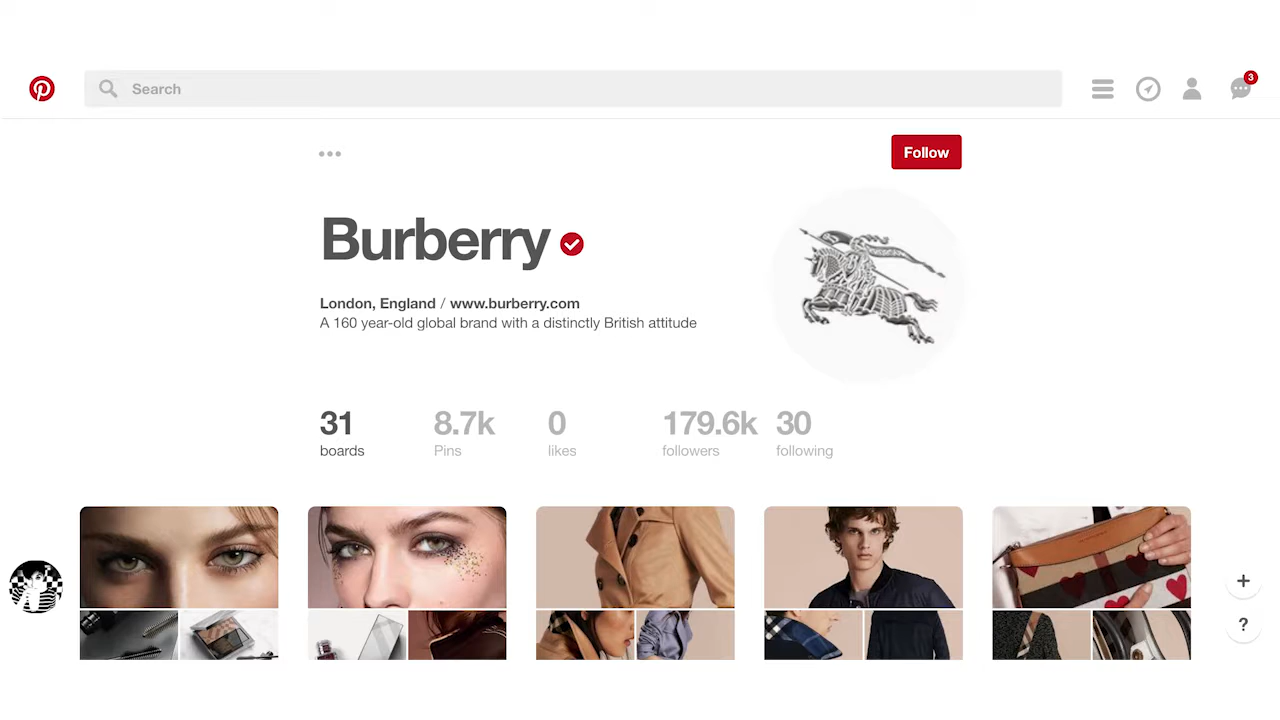 Search
3
Follow
Burberry
London, England / www.burberry.com
A 160 year-old global brand with a distinctly British attitude
31 8.7k 0 179.6k 30
boards Pins likes followers following
+
?